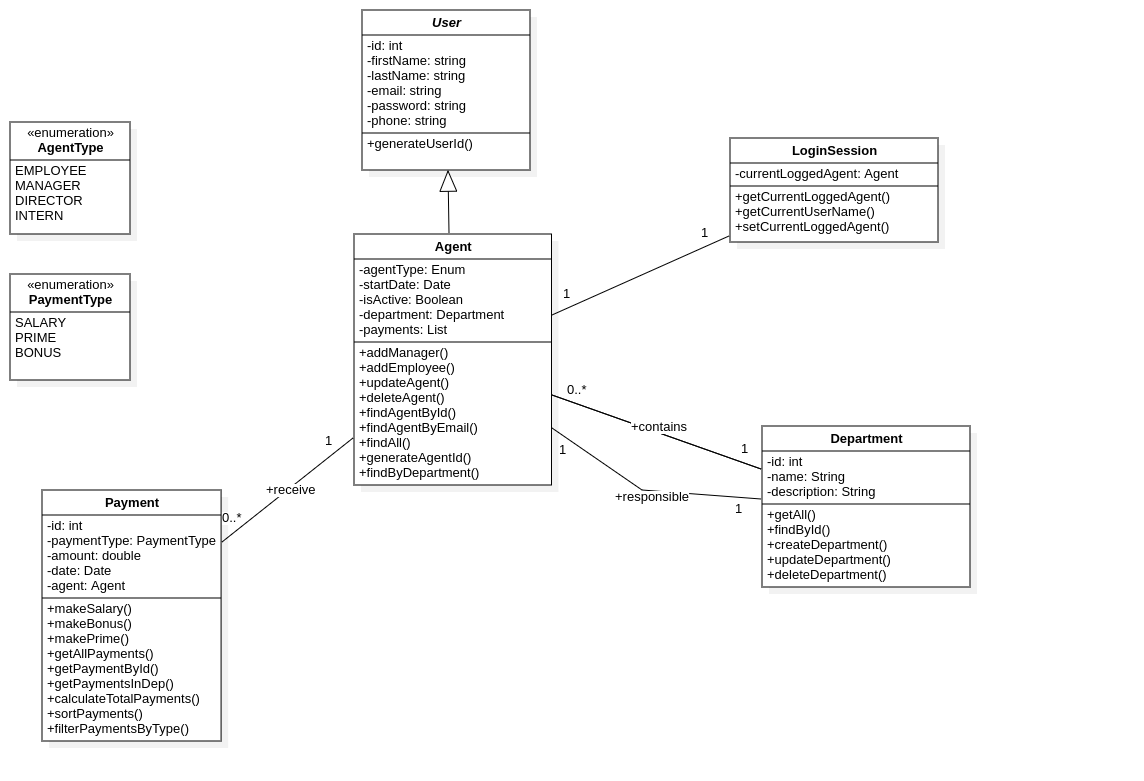 User
-id: int
-firstName: string
-lastName: string
-email: string
-password: string
-phone: string
+generateUserId()
«enumeration»
AgentType
EMPLOYEE
MANAGER
DIRECTOR
INTERN
LoginSession
-currentLoggedAgent: Agent
+getCurrentLoggedAgent()
+getCurrentUserName()
+setCurrentLoggedAgent()
1
1
«enumeration»
PaymentType
SALARY
PRIME
BONUS
Agent
-agentType: Enum
-startDate: Date
-isActive: Boolean
-department: Department
-payments: List
+addManager()
+addEmployee()
+updateAgent()
+deleteAgent()
+findAgentById()
+findAgentByEmail()
+findAll()
+generateAgentId()
+findByDepartment()
0..*
+contains
1
1
+responsible
1
Department
-id: int
-name: String
-description: String
+getAll()
+findById()
+createDepartment()
+updateDepartment()
+deleteDepartment()
1
+receive
0..*
Payment
-id: int
-paymentType: PaymentType
-amount: double
-date: Date
-agent: Agent
+makeSalary()
+makeBonus()
+makePrime()
+getAllPayments()
+getPaymentById()
+getPaymentsInDep()
+calculateTotalPayments()
+sortPayments()
+filterPaymentsByType()